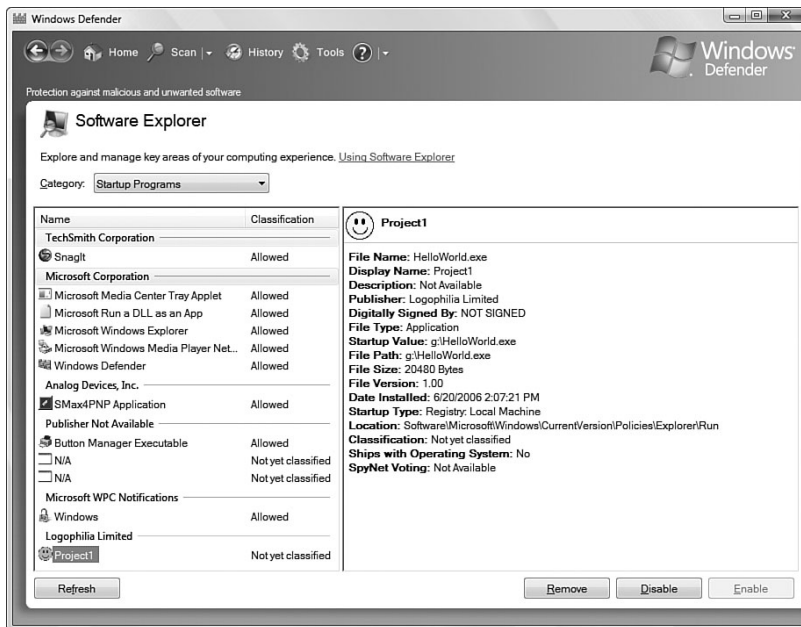 Windows Defender
Home Scan History Tools
Windows
Defender
Protection against malicious and unwanted software
Software Explorer
Explore and manage key areas of your computing experience. Using Software Explorer
Category: Startup Programs
Name Classification
TechSmith Corporation
SnagIt Allowed
Microsoft Corporation
Microsoft Media Center Tray Applet Allowed
Microsoft Run a DLL as an App Allowed
Microsoft Windows Explorer Allowed
Microsoft Windows Media Player Net... Allowed
Windows Defender Allowed
Analog Devices, Inc.
SMax4PNP Application Allowed
Publisher Not Available
Button Manager Executable Allowed
N/A Not yet classified
N/A Not yet classified
Microsoft WPC Notifications
Windows Allowed
Logophilia Limited
Project1 Not yet classified
Project1
File Name: HelloWorld.exe
Display Name: Project1
Description: Not Available
Publisher: Logophilia Limited
Digitally Signed By: NOT SIGNED
File Type: Application
Startup Value: g:\HelloWorld.exe
File Path: g:\HelloWorld.exe
File Size: 20480 Bytes
File Version: 1.00
Date Installed: 6/20/2006 2:07:21 PM
Startup Type: Registry: Local Machine
Location: Software\Microsoft\Windows\CurrentVersion\Policies\Explorer\Run
Classification: Not yet classified
Ships with Operating System: No
SpyNet Voting: Not Available
Refresh Remove Disable Enable